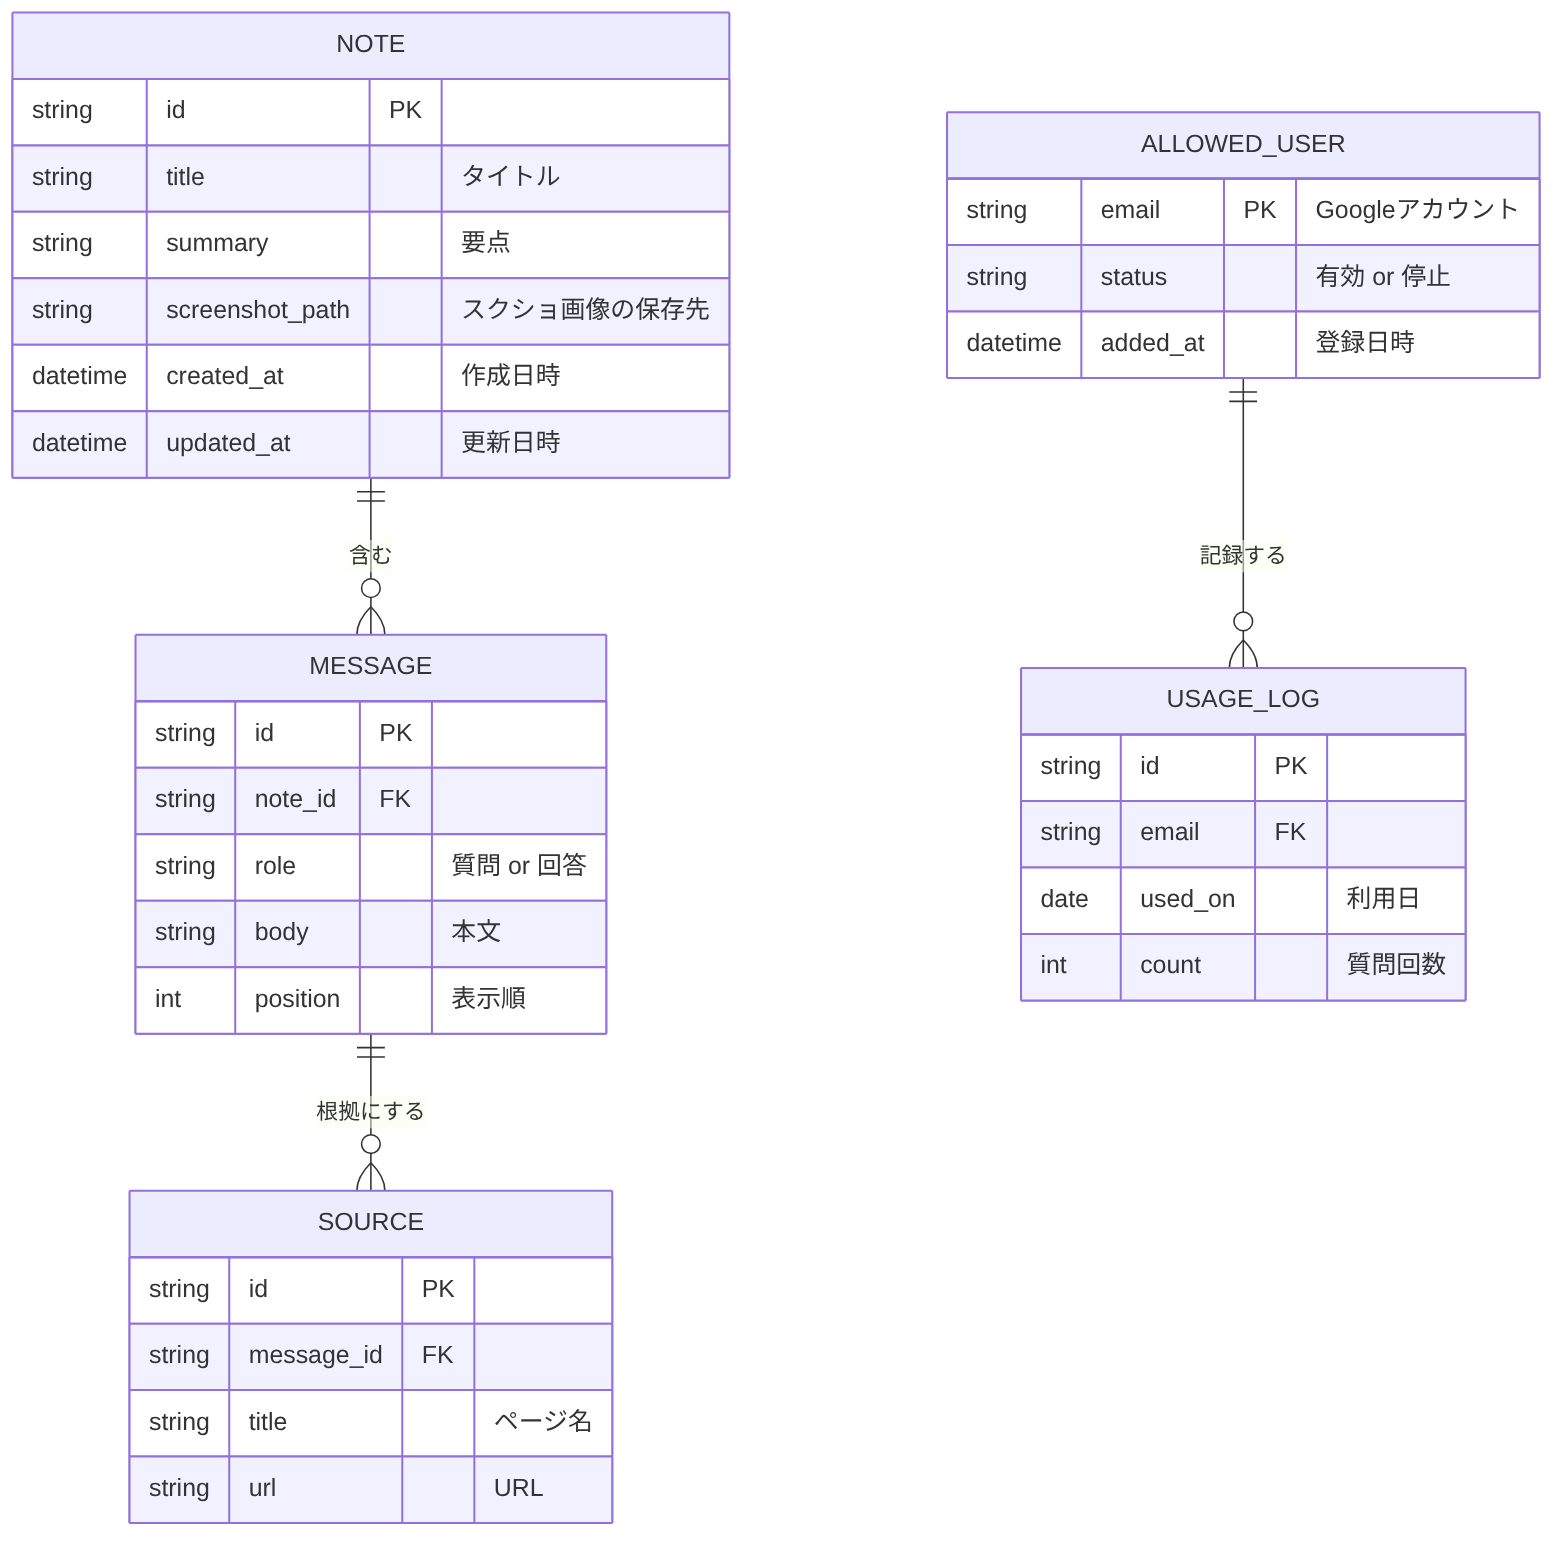 NOTE
string id PK
string title タイトル
string summary 要点
string screenshot_path スクショ画像の保存先
datetime created_at 作成日時
datetime updated_at 更新日時
含む
MESSAGE
string id PK
string note_id FK
string role 質問 or 回答
string body 本文
int position 表示順
根拠にする
SOURCE
string id PK
string message_id FK
string title ページ名
string url URL
ALLOWED_USER
string email PK Googleアカウント
string status 有効 or 停止
datetime added_at 登録日時
記録する
USAGE_LOG
string id PK
string email FK
date used_on 利用日
int count 質問回数